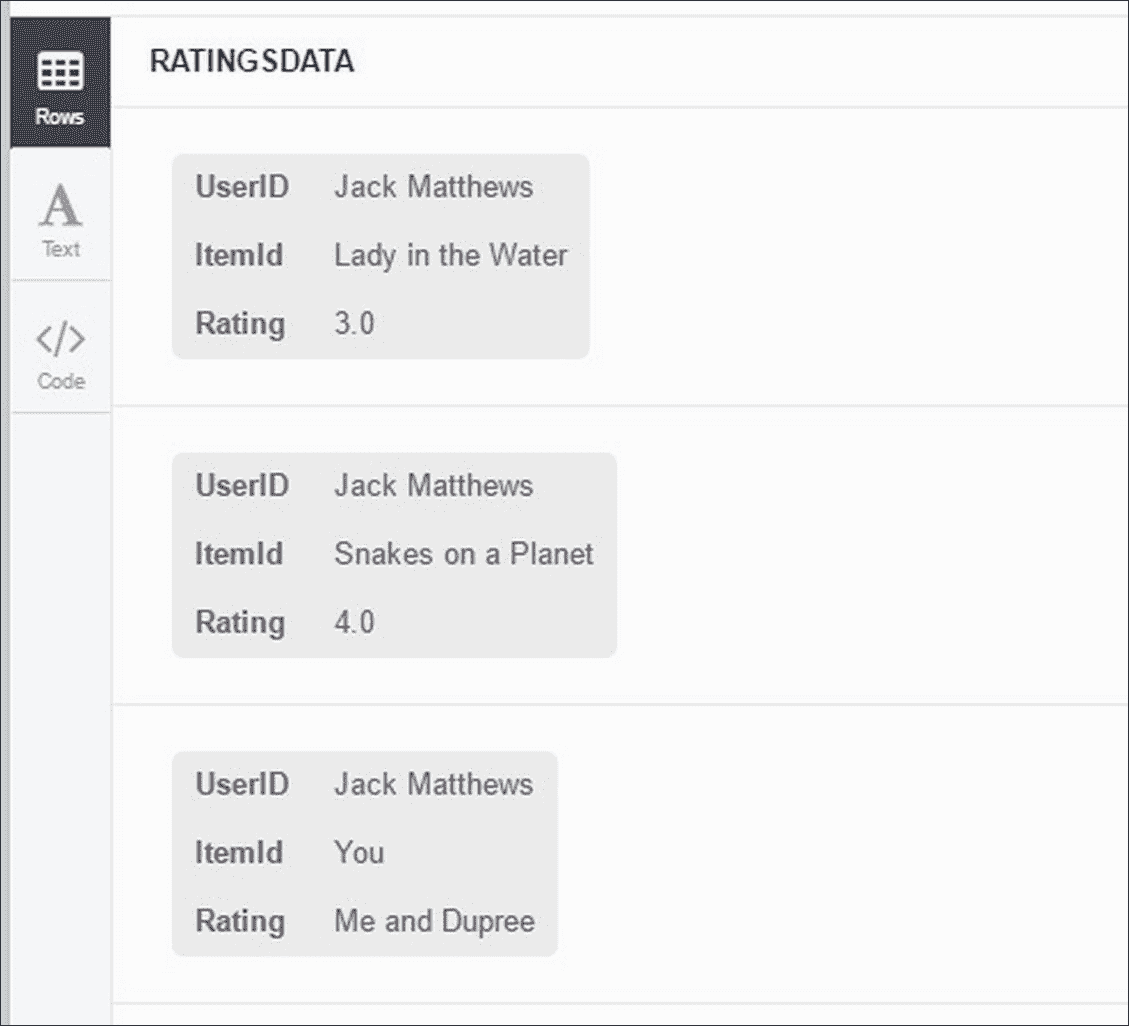 RATINGSDATA
Rows
Text
Code
UserID Jack Matthews
ItemId Lady in the Water
Rating 3.0
UserID Jack Matthews
ItemId Snakes on a Planet
Rating 4.0
UserID Jack Matthews
ItemId You
Rating Me and Dupree